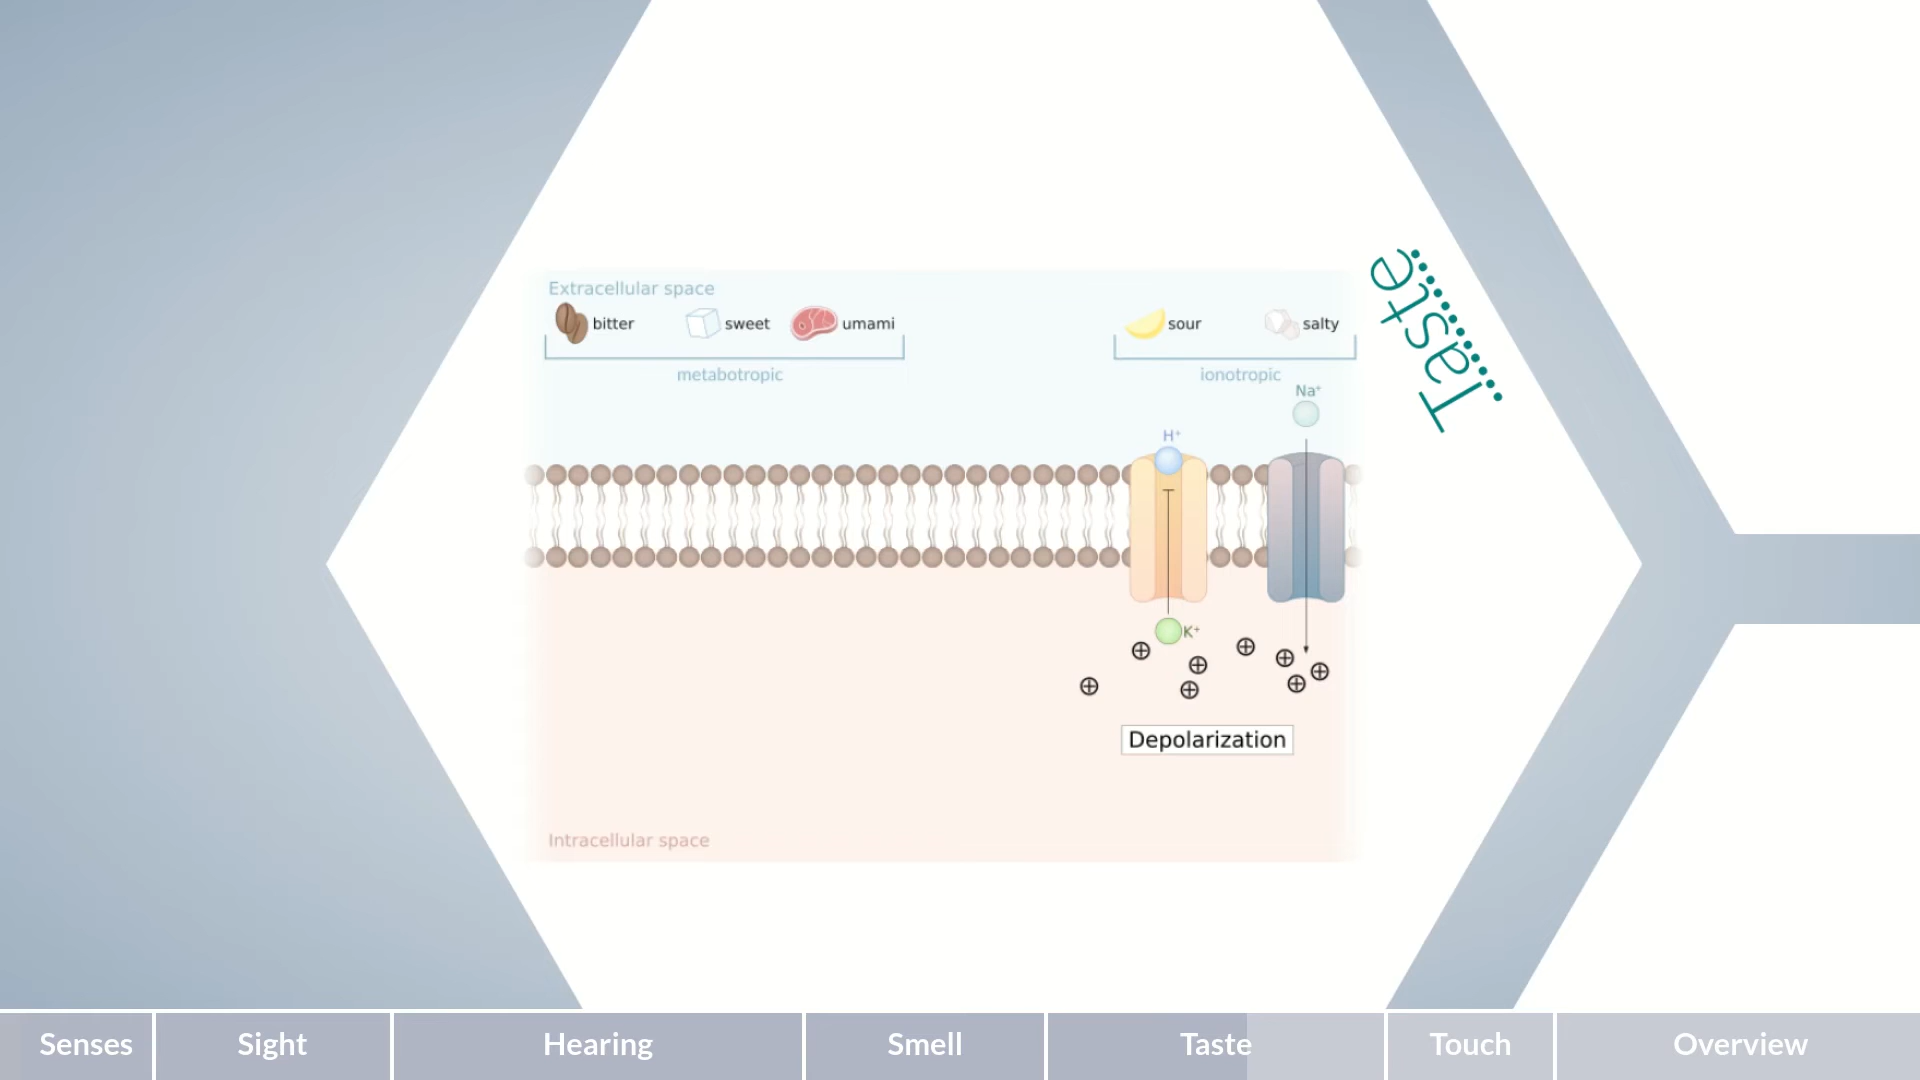 Extracellular space
bitter
sweet
umami
sour
salty
metabotropic
ionotropic
Na⁺
H⁺
K⁺
Depolarization
Intracellular space
Taste
Senses
Sight
Hearing
Smell
Taste
Touch
Overview